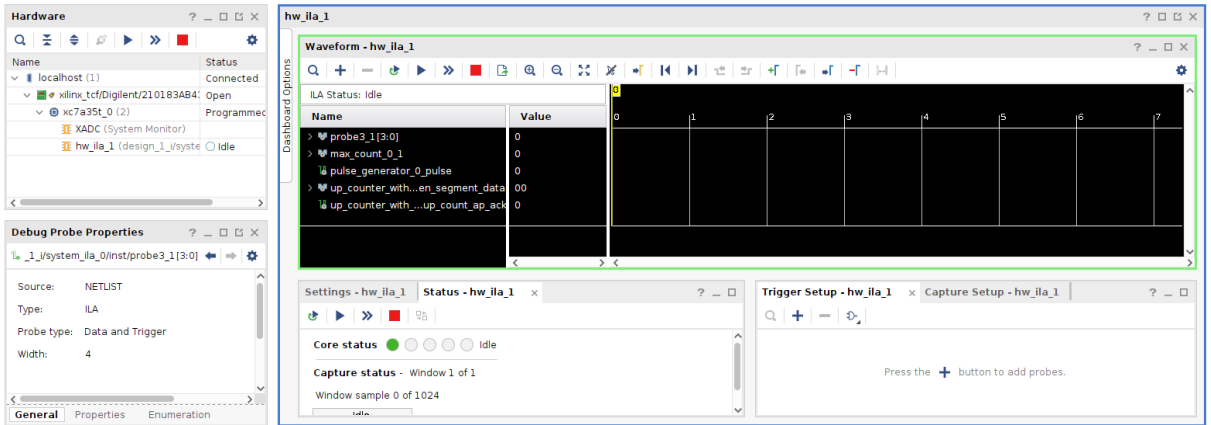 Hardware
Name Status
localhost (1) Connected
xilinx_tcf/Digilent/210183AB4 Open
xc7a35t_0 (2) Programmed
XADC (System Monitor)
hw_ila_1 (design_1_i/syste Idle
Debug Probe Properties
_1_i/system_ila_0/inst/probe3_1[3:0]
Source: NETLIST
Type: ILA
Probe type: Data and Trigger
Width: 4
General Properties Enumeration
hw_ila_1
Dashboard Options
Waveform - hw_ila_1
ILA Status: Idle
Name Value
0
0 1 2 3 4 5 6 7
probe3_1[3:0] 0
max_count_0_1 0
pulse_generator_0_pulse 0
up_counter_with...en_segment_data 00
up_counter_with_...up_count_ap_ack 0
Settings - hw_ila_1 Status - hw_ila_1
Core status Idle
Capture status - Window 1 of 1
Window sample 0 of 1024
Idle
Trigger Setup - hw_ila_1 Capture Setup - hw_ila_1
Press the + button to add probes.